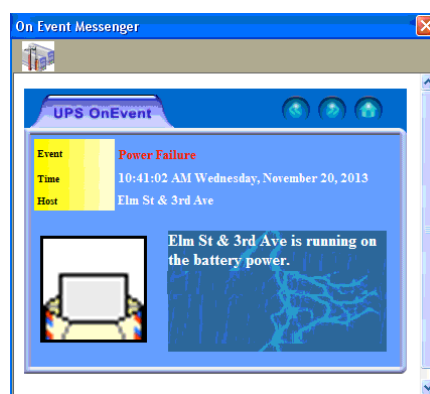 On Event Messenger
UPS OnEvent
Event Power Failure
Time 10:41:02 AM Wednesday, November 20, 2013
Host Elm St & 3rd Ave
Elm St & 3rd Ave is running on
the battery power.